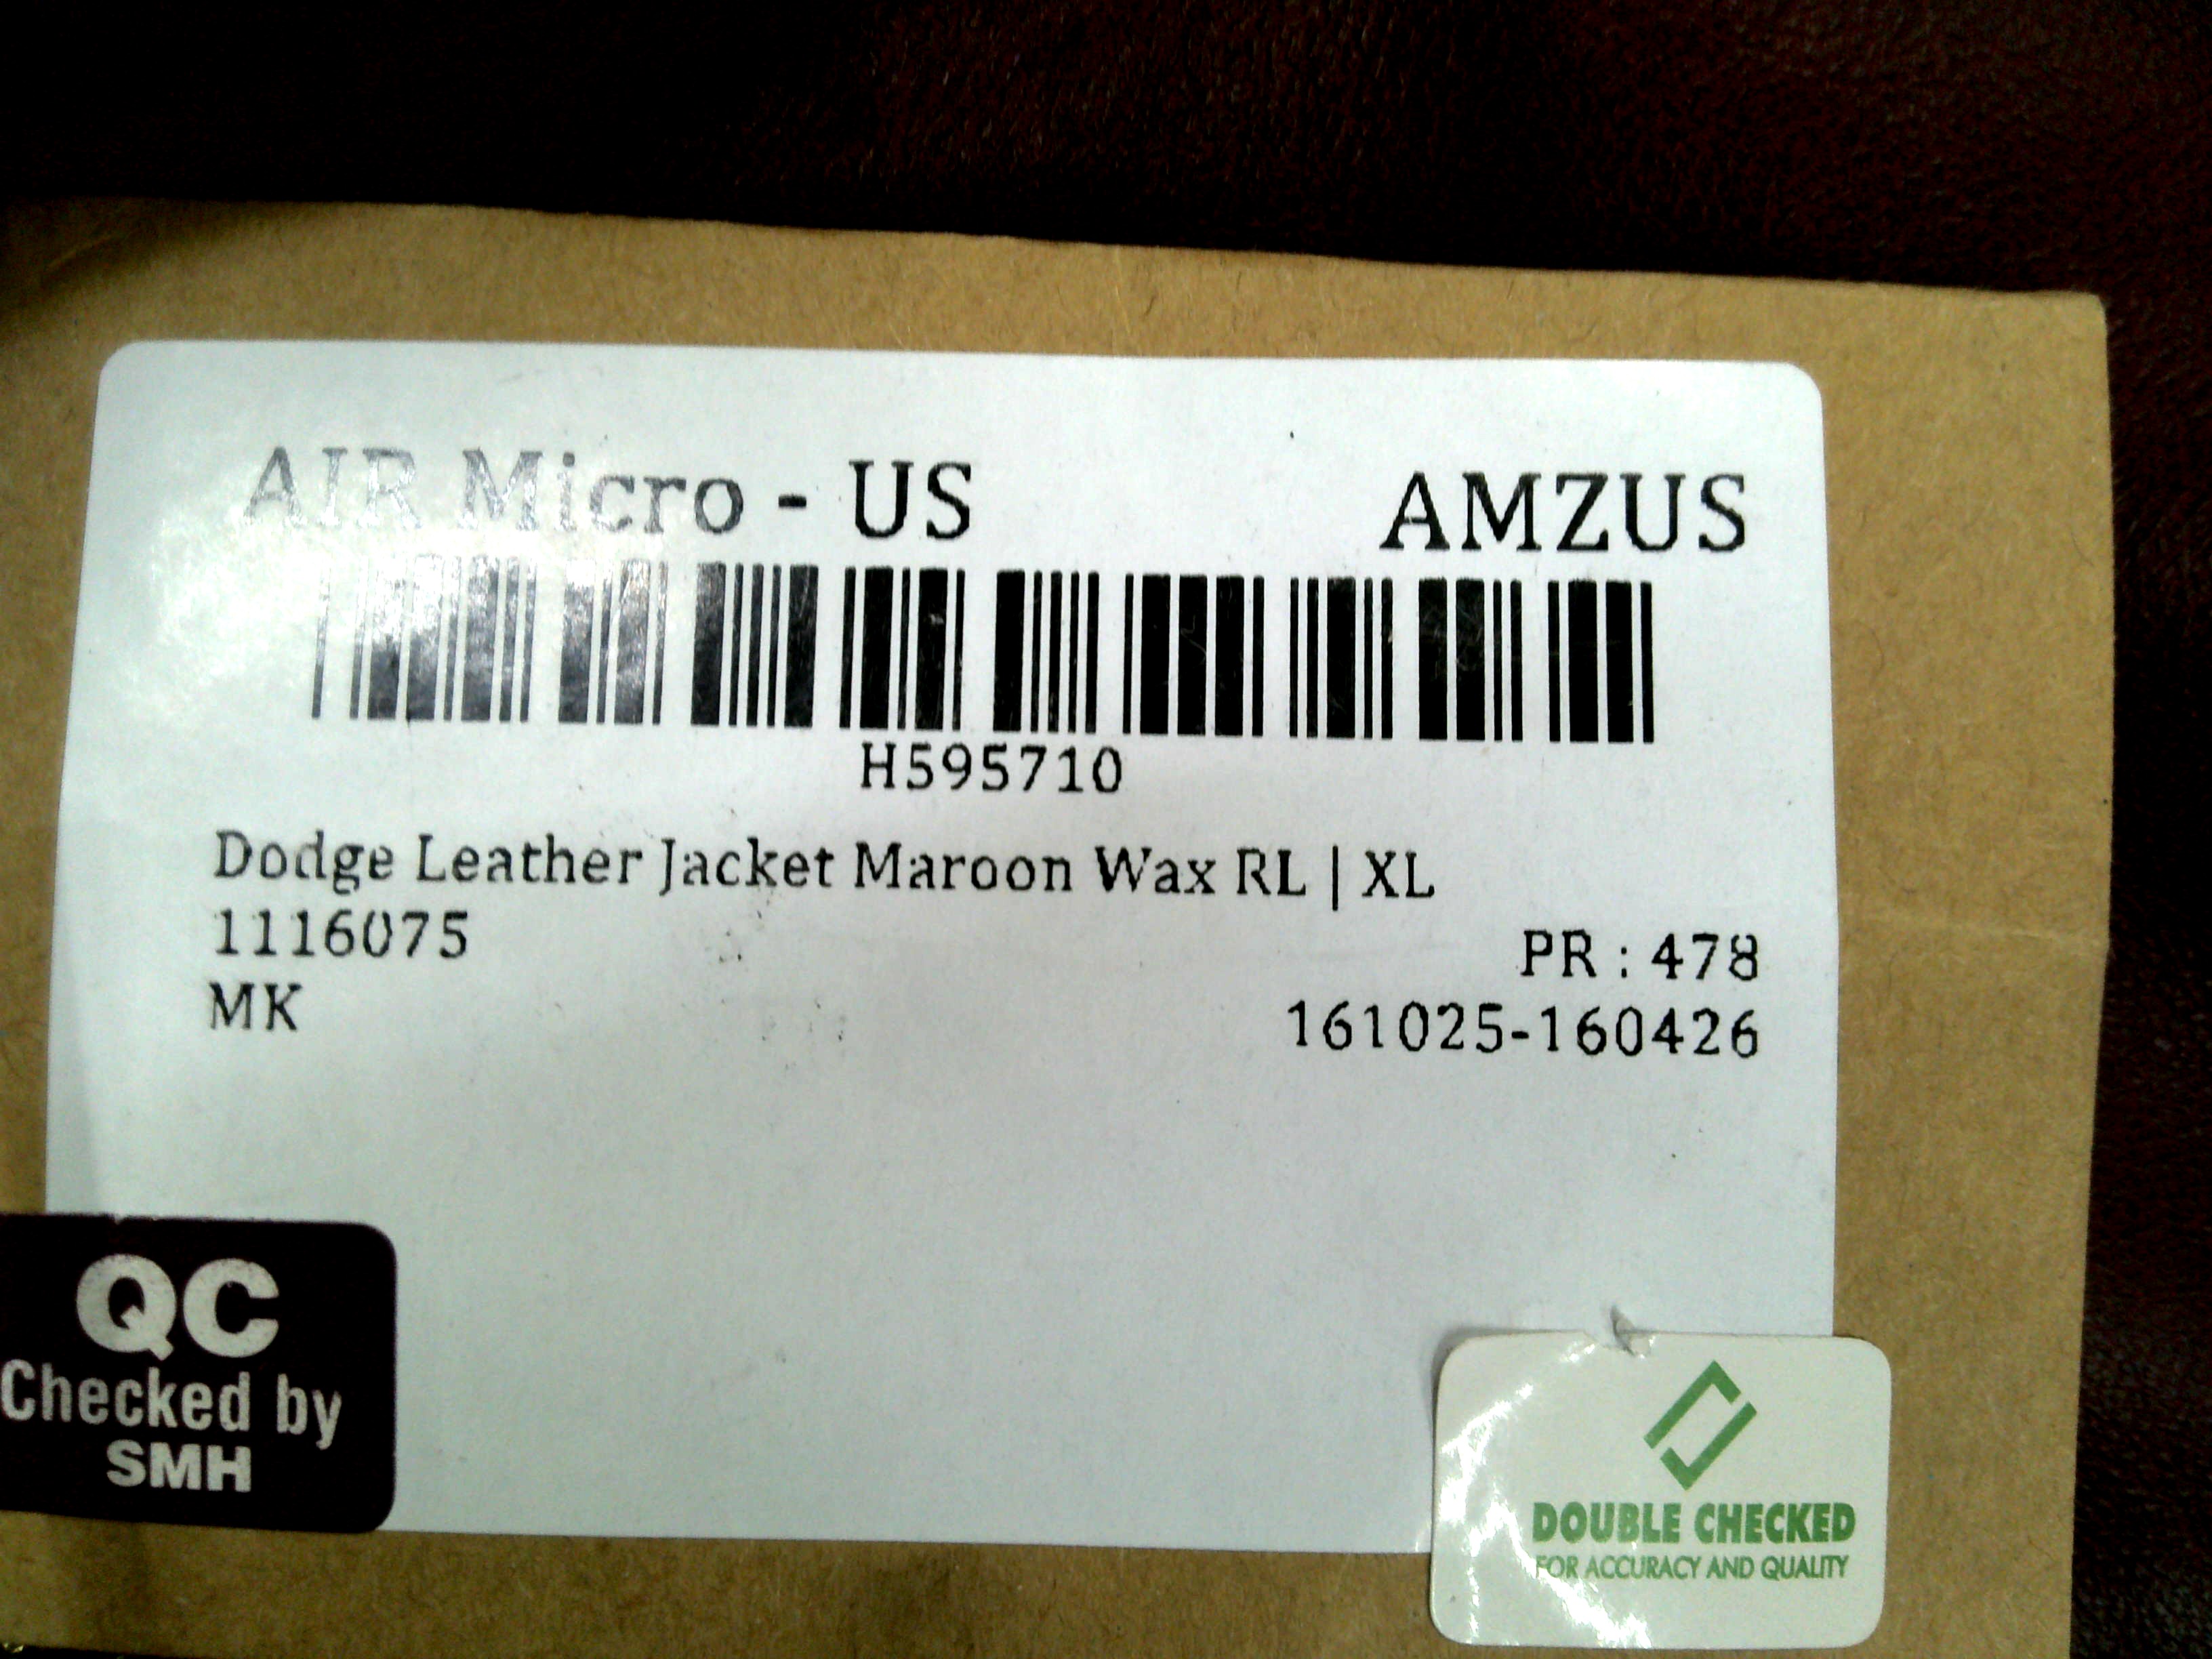 AIR Micro - US AMZUS
H595710
Dodge Leather Jacket Maroon Wax RL | XL
1116075
PR : 478
MK
161025-160426
QC
Checked by
SMH
DOUBLE CHECKED
FOR ACCURACY AND QUALITY